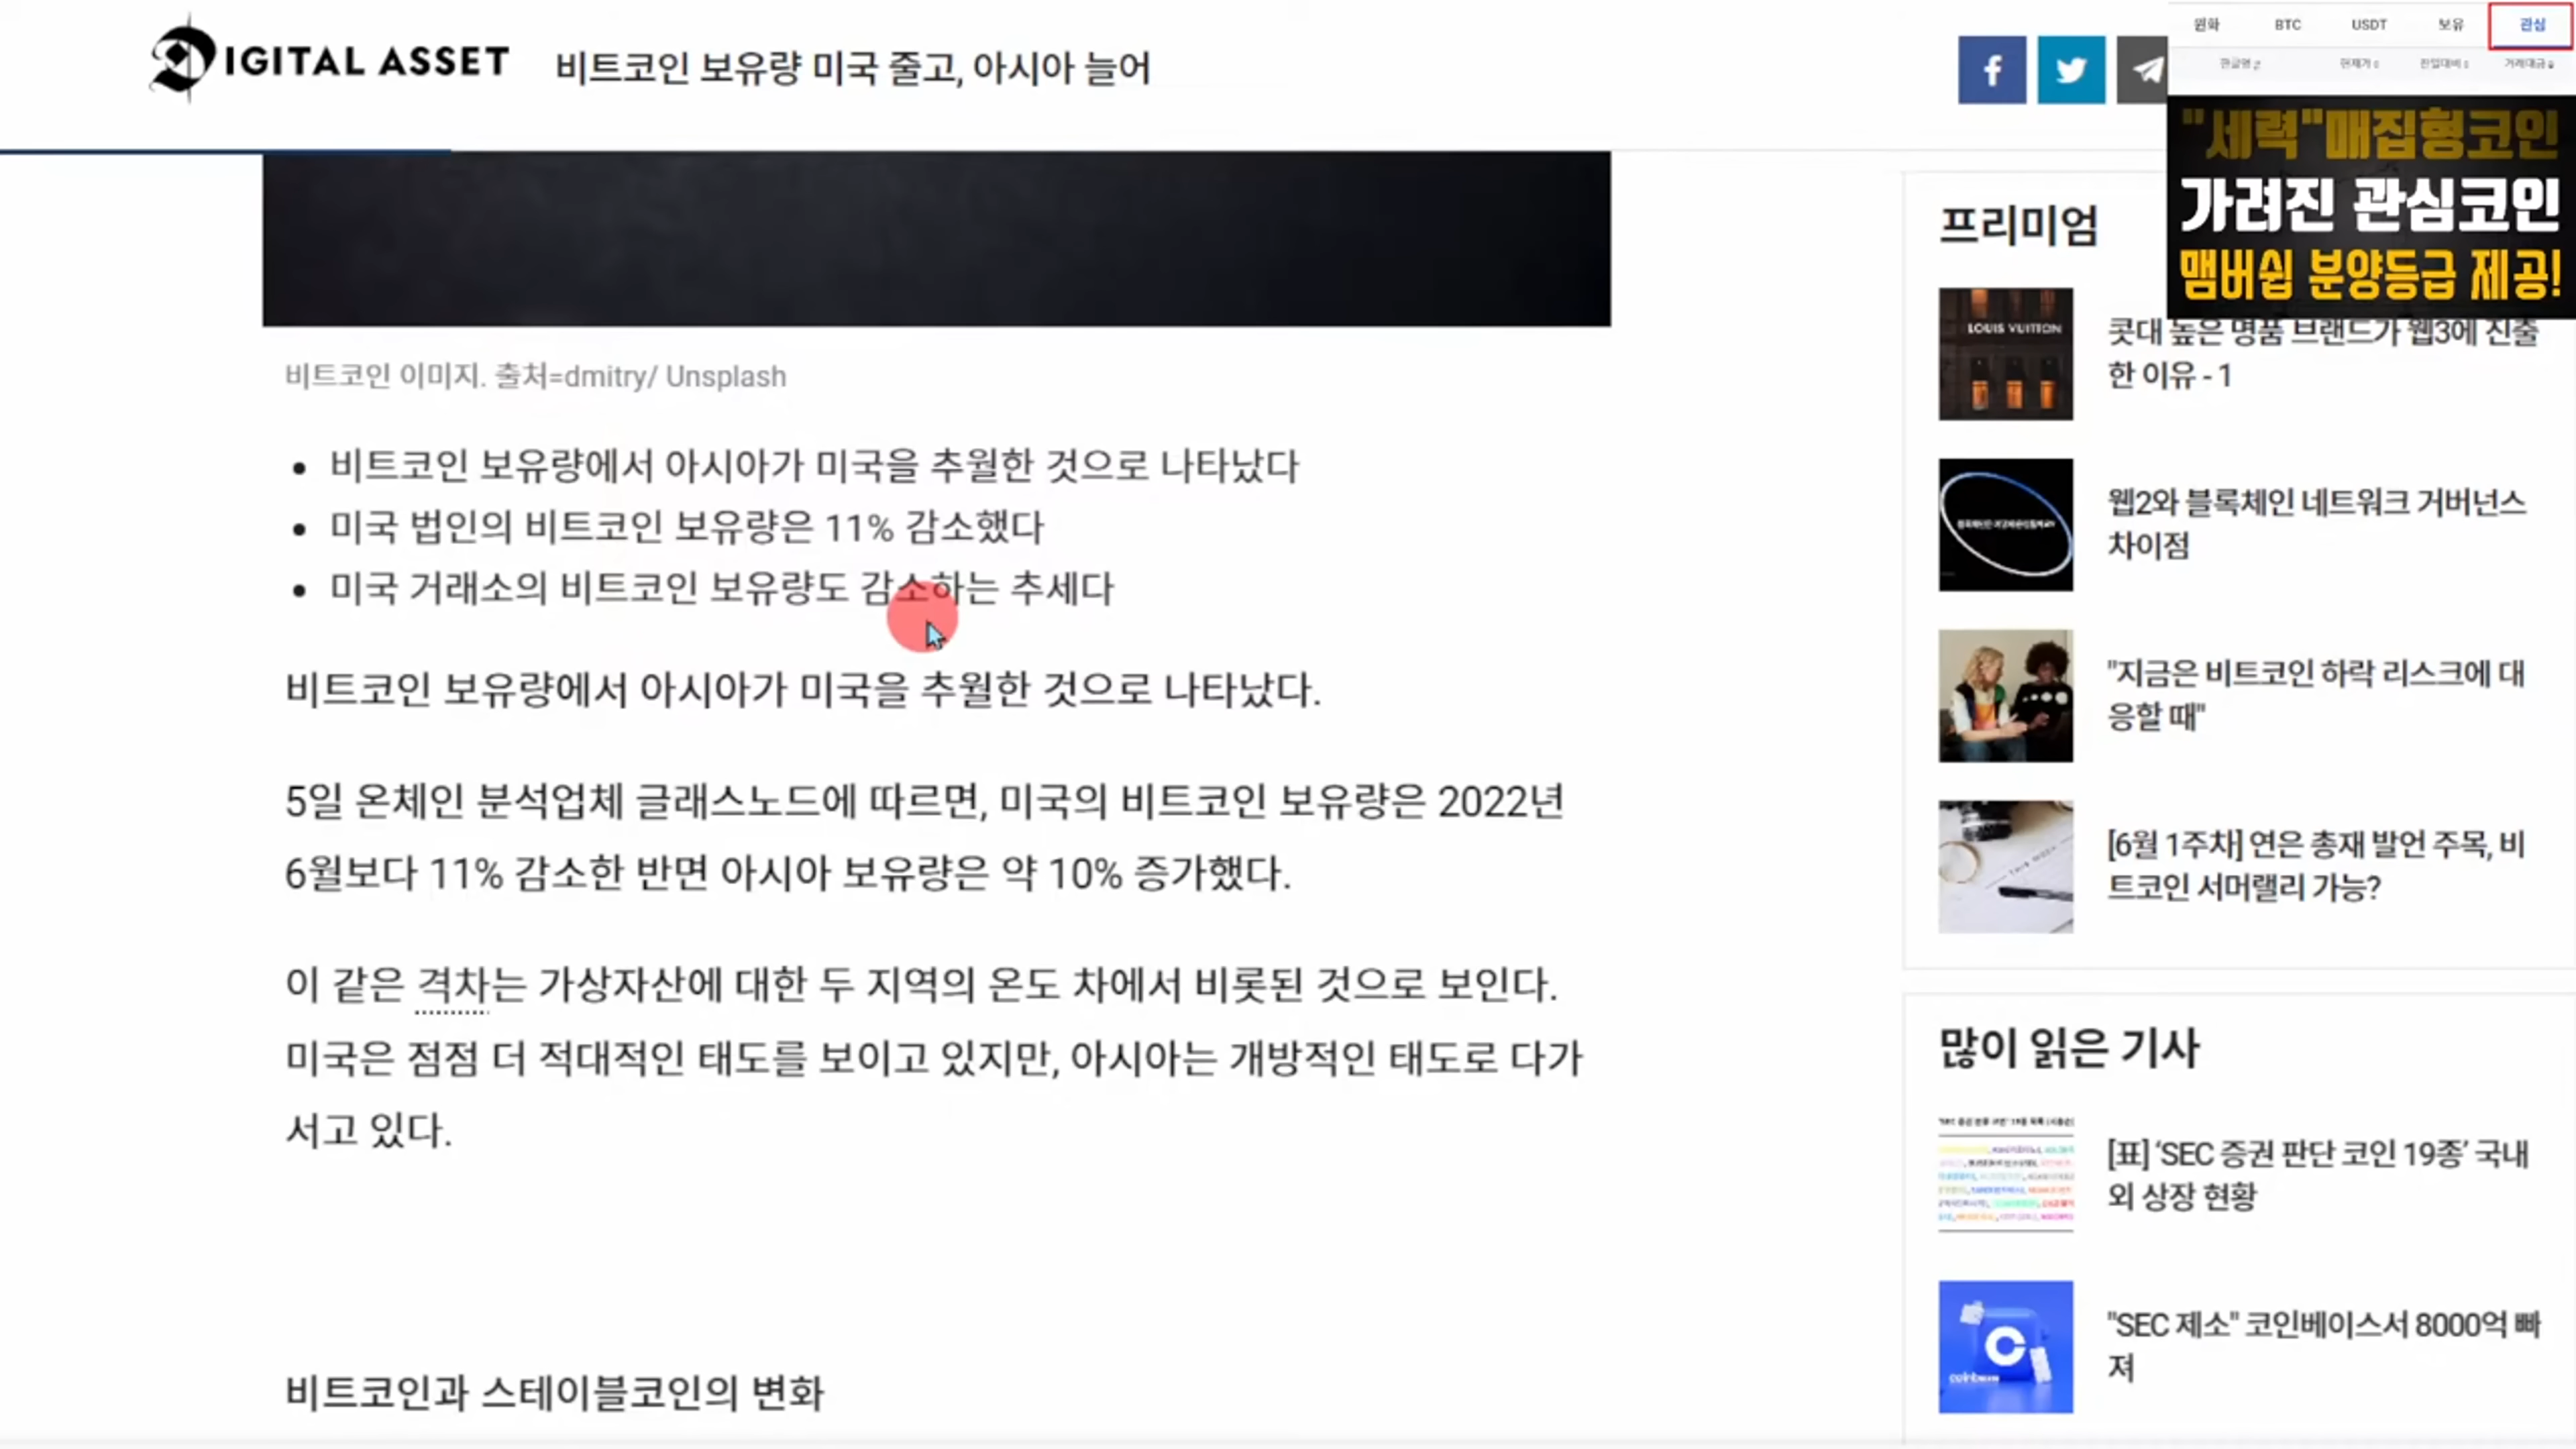 DIGITAL ASSET
비트코인 보유량 미국 줄고, 아시아 늘어
원화 BTC USDT 보유 관심
한글명 현재가 전일대비 거래대금
"세력"매집형코인
가려진 관심코인
맴버쉽 분양등급 제공!
비트코인 이미지. 출처=dmitry/ Unsplash
비트코인 보유량에서 아시아가 미국을 추월한 것으로 나타났다
미국 법인의 비트코인 보유량은 11% 감소했다
미국 거래소의 비트코인 보유량도 감소하는 추세다
비트코인 보유량에서 아시아가 미국을 추월한 것으로 나타났다.
5일 온체인 분석업체 글래스노드에 따르면, 미국의 비트코인 보유량은 2022년
6월보다 11% 감소한 반면 아시아 보유량은 약 10% 증가했다.
이 같은 격차는 가상자산에 대한 두 지역의 온도 차에서 비롯된 것으로 보인다.
미국은 점점 더 적대적인 태도를 보이고 있지만, 아시아는 개방적인 태도로 다가
서고 있다.
비트코인과 스테이블코인의 변화
프리미엄
LOUIS VUITTON
콧대 높은 명품 브랜드가 웹3에 진출
한 이유 - 1
웹2와 블록체인 네트워크 거버넌스
차이점
"지금은 비트코인 하락 리스크에 대
응할 때"
[6월 1주차] 연은 총재 발언 주목, 비
트코인 서머랠리 가능?
많이 읽은 기사
[표] ‘SEC 증권 판단 코인 19종’ 국내
외 상장 현황
"SEC 제소" 코인베이스서 8000억 빠
져